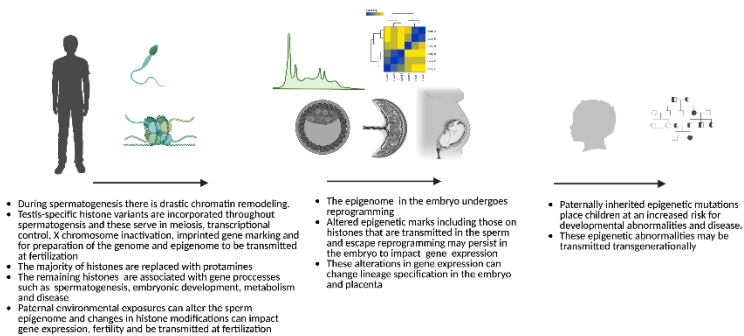 • During spermatogenesis there is drastic chromatin remodeling.
• Testis-specific histone variants are incorporated throughout
spermatogensis and these serve in meiosis, transcriptional
control, X chromosome inactivation, imprinted gene marking and
for preparation of the genome and epigenome to be transmitted
at fertilization
• The majority of histones are replaced with protamines
• The remaining histones are associated with gene proccesses
such as spermatogenesis, embryonic development, metabolism
and disease
• Paternal environmental exposures can alter the sperm
epigenome and changes in histone modifications can impact
gene expression, fertility and be transmitted at fertilization
• The epigenome in the embryo undergoes
reprogramming
• Altered epigenetic marks including those on
histones that are transmitted in the sperm
and escape reprogramming may persist in
the embryo to impact gene expression
• These alterations in gene expression can
change lineage specification in the embryo
and placenta
• Paternally inherited epigenetic mutations
place children at an increased risk for
developmental abnormalities and disease.
• These epigenetic abnormalities may be
transmitted transgenerationally